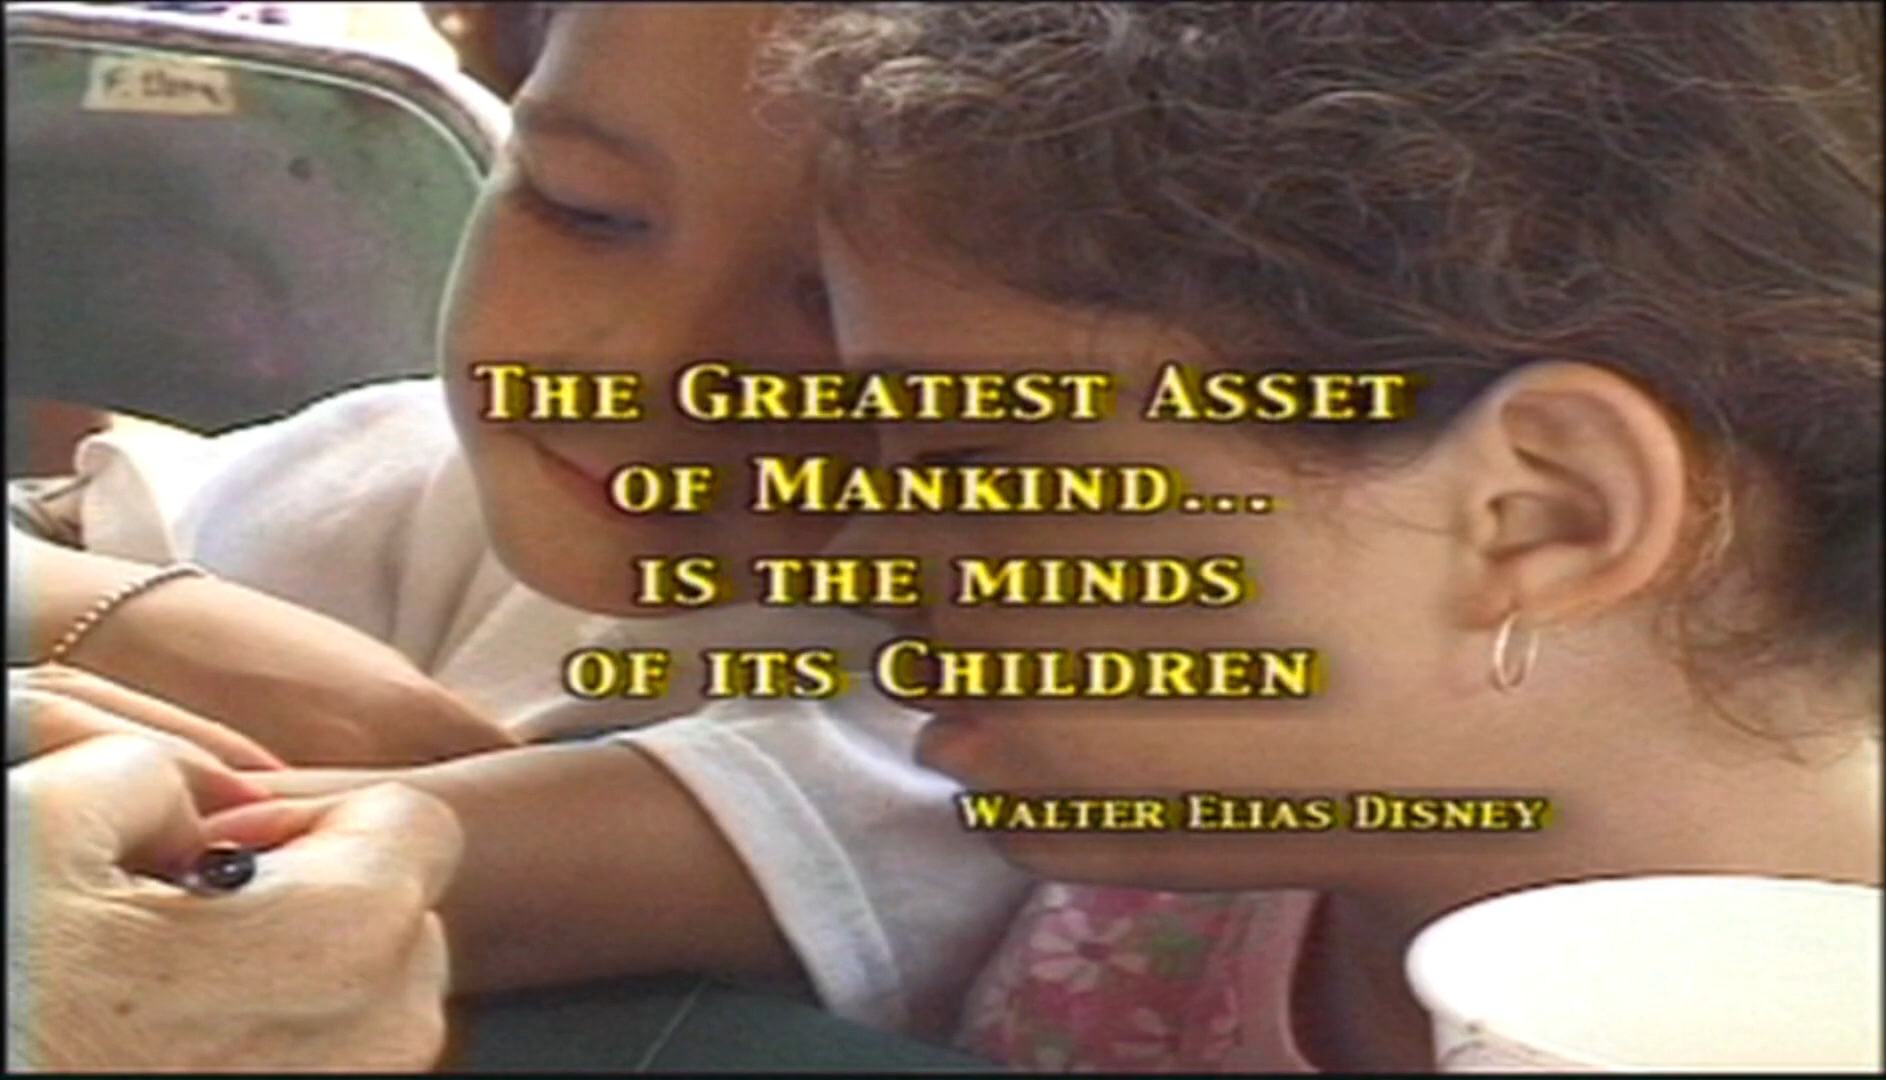 The Greatest Asset
of Mankind...
is the minds
of its Children
Walter Elias Disney